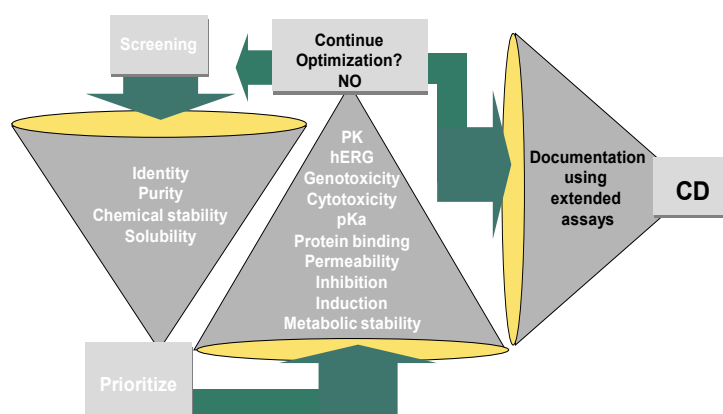 Screening
Continue
Optimization?
NO
Identity
Purity
Chemical stability
Solubility
PK
hERG
Genotoxicity
Cytotoxicity
pKa
Protein binding
Permeability
Inhibition
Induction
Metabolic stability
Documentation
using
extended
assays
CD
Prioritize